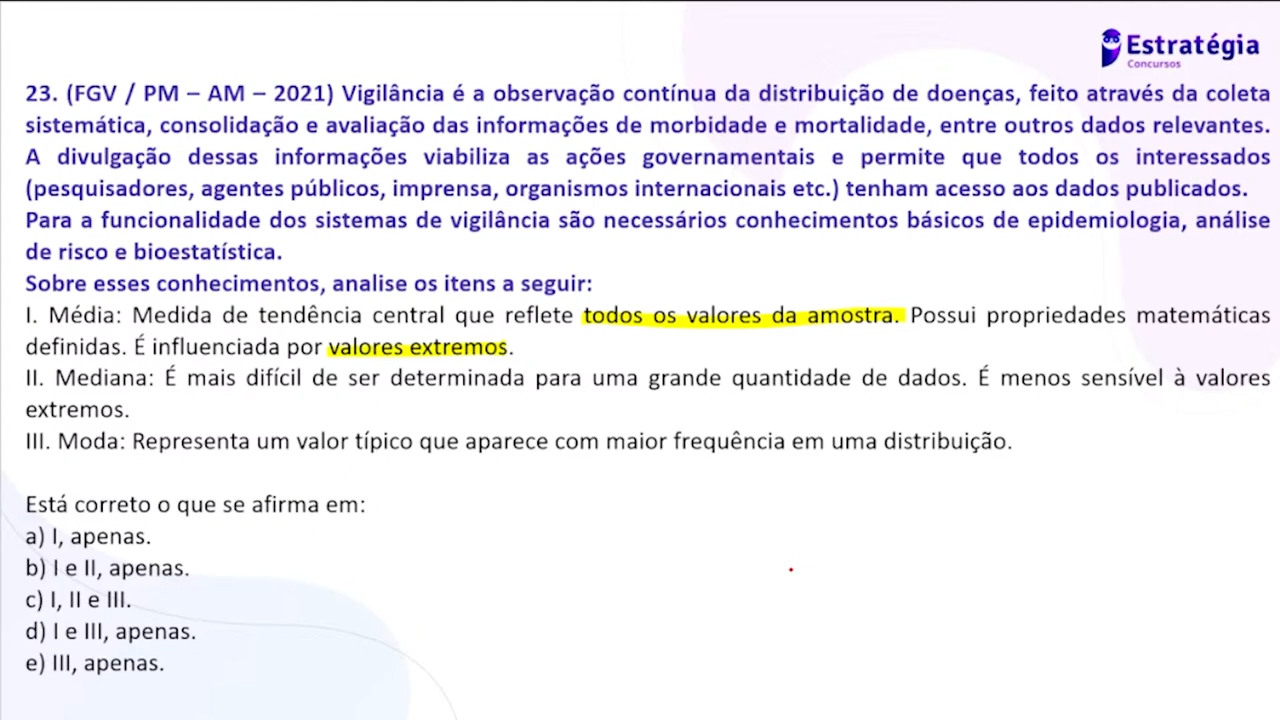 Estratégia
Concursos
23. (FGV / PM – AM – 2021) Vigilância é a observação contínua da distribuição de doenças, feito através da coleta
sistemática, consolidação e avaliação das informações de morbidade e mortalidade, entre outros dados relevantes.
A divulgação dessas informações viabiliza as ações governamentais e permite que todos os interessados
(pesquisadores, agentes públicos, imprensa, organismos internacionais etc.) tenham acesso aos dados publicados.
Para a funcionalidade dos sistemas de vigilância são necessários conhecimentos básicos de epidemiologia, análise
de risco e bioestatística.
Sobre esses conhecimentos, analise os itens a seguir:
I. Média: Medida de tendência central que reflete todos os valores da amostra. Possui propriedades matemáticas
definidas. É influenciada por valores extremos.
II. Mediana: É mais difícil de ser determinada para uma grande quantidade de dados. É menos sensível à valores
extremos.
III. Moda: Representa um valor típico que aparece com maior frequência em uma distribuição.
Está correto o que se afirma em:
a) I, apenas.
b) I e II, apenas.
c) I, II e III.
d) I e III, apenas.
e) III, apenas.